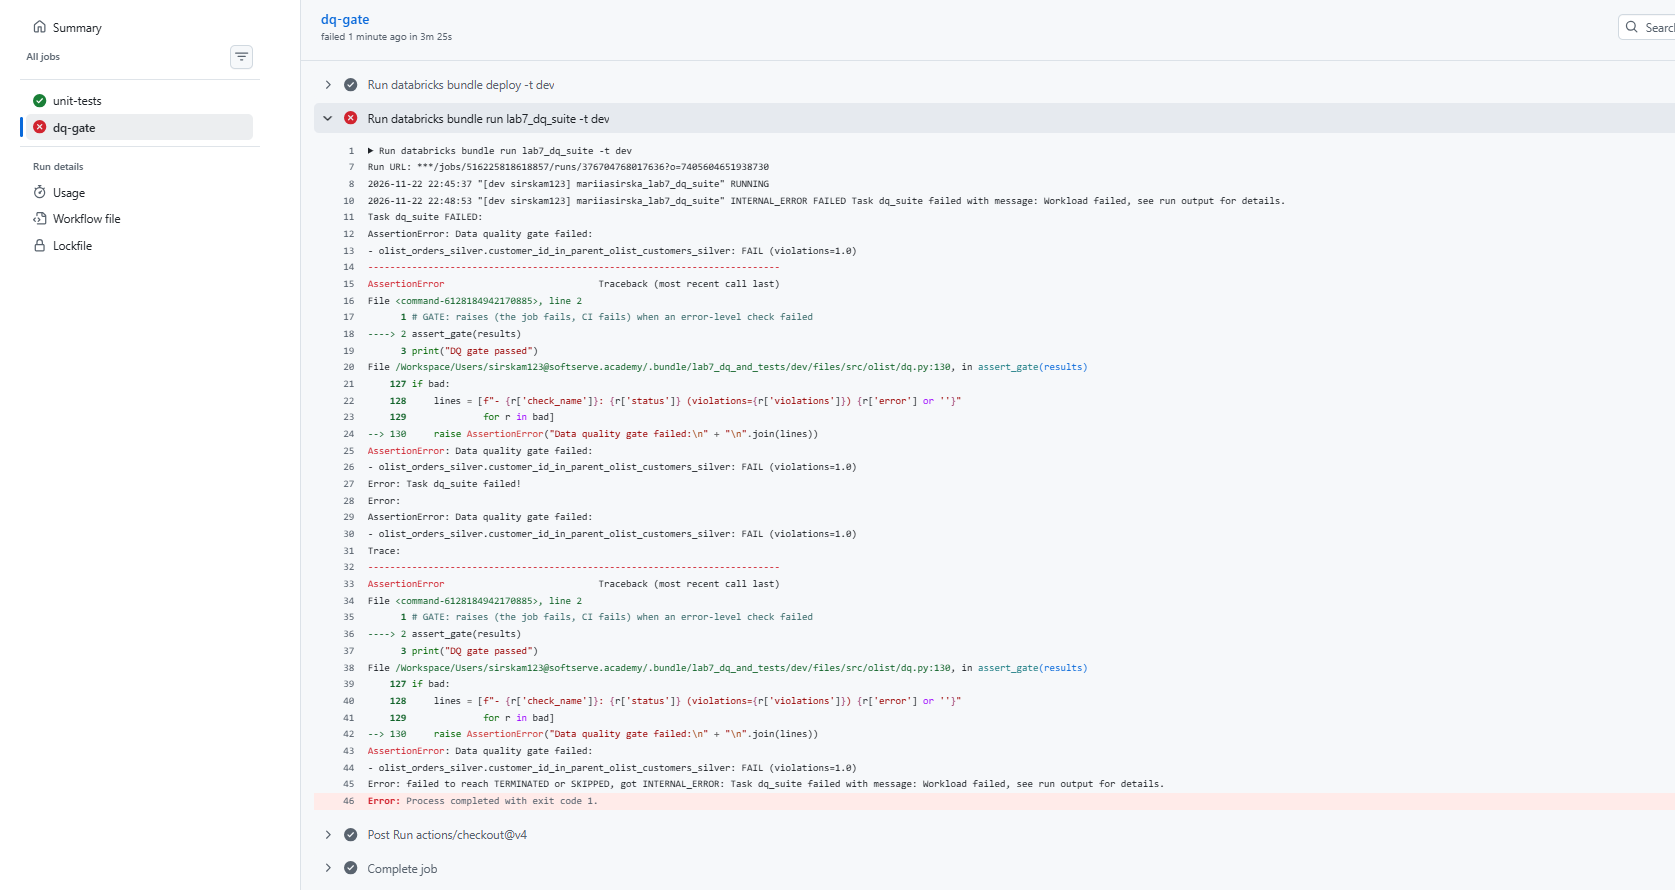 Summary
All jobs
unit-tests
dq-gate
Run details
Usage
Workflow file
Lockfile
dq-gate
failed 1 minute ago in 3m 25s
Search
Run databricks bundle deploy -t dev
Run databricks bundle run lab7_dq_suite -t dev
1 ▶ Run databricks bundle run lab7_dq_suite -t dev
7 Run URL: ***/jobs/516225818618857/runs/376704768017636?o=7405604651938730
8 2026-11-22 22:45:37 "[dev sirskam123] mariiasirska_lab7_dq_suite" RUNNING
10 2026-11-22 22:48:53 "[dev sirskam123] mariiasirska_lab7_dq_suite" INTERNAL_ERROR FAILED Task dq_suite failed with message: Workload failed, see run output for details.
11 Task dq_suite FAILED:
12 AssertionError: Data quality gate failed:
13 - olist_orders_silver.customer_id_in_parent_olist_customers_silver: FAIL (violations=1.0)
14 ---------------------------------------------------------------------------
15 AssertionError                            Traceback (most recent call last)
16 File <command-6128184942170885>, line 2
17       1 # GATE: raises (the job fails, CI fails) when an error-level check failed
18 ----> 2 assert_gate(results)
19       3 print("DQ gate passed")
20 File /Workspace/Users/sirskam123@softserve.academy/.bundle/lab7_dq_and_tests/dev/files/src/olist/dq.py:130, in assert_gate(results)
21     127 if bad:
22     128     lines = [f"- {r['check_name']}: {r['status']} (violations={r['violations']}) {r['error'] or ''}"
23     129              for r in bad]
24 --> 130     raise AssertionError("Data quality gate failed:\n" + "\n".join(lines))
25 AssertionError: Data quality gate failed:
26 - olist_orders_silver.customer_id_in_parent_olist_customers_silver: FAIL (violations=1.0)
27 Error: Task dq_suite failed!
28 Error:
29 AssertionError: Data quality gate failed:
30 - olist_orders_silver.customer_id_in_parent_olist_customers_silver: FAIL (violations=1.0)
31 Trace:
32 ---------------------------------------------------------------------------
33 AssertionError                            Traceback (most recent call last)
34 File <command-6128184942170885>, line 2
35       1 # GATE: raises (the job fails, CI fails) when an error-level check failed
36 ----> 2 assert_gate(results)
37       3 print("DQ gate passed")
38 File /Workspace/Users/sirskam123@softserve.academy/.bundle/lab7_dq_and_tests/dev/files/src/olist/dq.py:130, in assert_gate(results)
39     127 if bad:
40     128     lines = [f"- {r['check_name']}: {r['status']} (violations={r['violations']}) {r['error'] or ''}"
41     129              for r in bad]
42 --> 130     raise AssertionError("Data quality gate failed:\n" + "\n".join(lines))
43 AssertionError: Data quality gate failed:
44 - olist_orders_silver.customer_id_in_parent_olist_customers_silver: FAIL (violations=1.0)
45 Error: failed to reach TERMINATED or SKIPPED, got INTERNAL_ERROR: Task dq_suite failed with message: Workload failed, see run output for details.
46 Error: Process completed with exit code 1.
Post Run actions/checkout@v4
Complete job